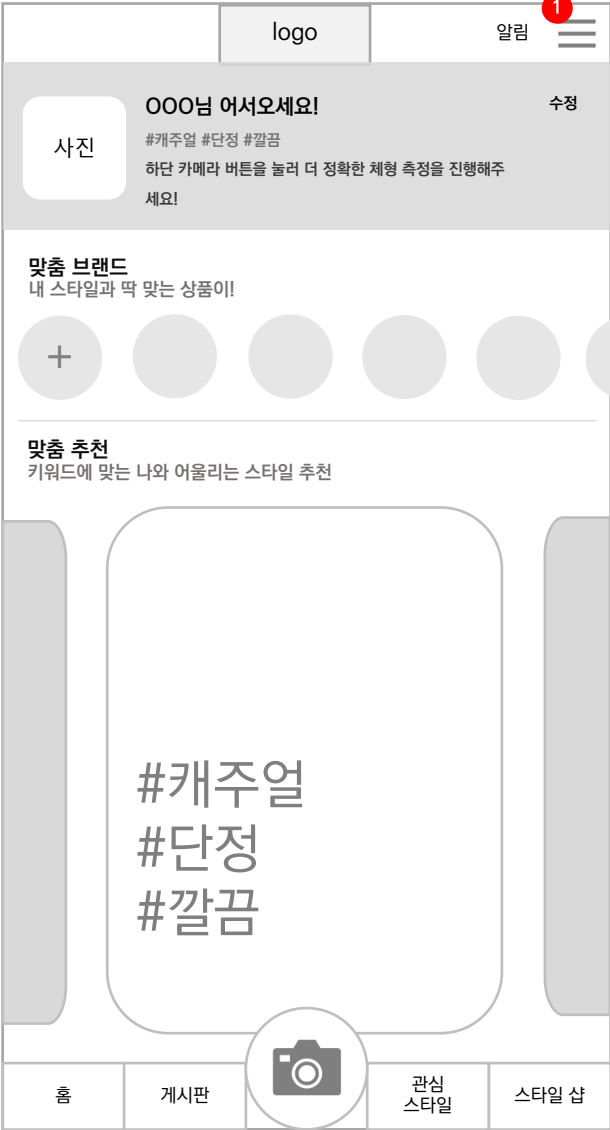 1
logo
알림
OOO님 어서오세요!
수정
사진
#캐주얼 #단정 #깔끔
하단 카메라 버튼을 눌러 더 정확한 체형 측정을 진행해주
세요!
맞춤 브랜드
내 스타일과 딱 맞는 상품이!
+
맞춤 추천
키워드에 맞는 나와 어울리는 스타일 추천
#캐주얼
#단정
#깔끔
홈
게시판
관심
스타일
스타일 샵